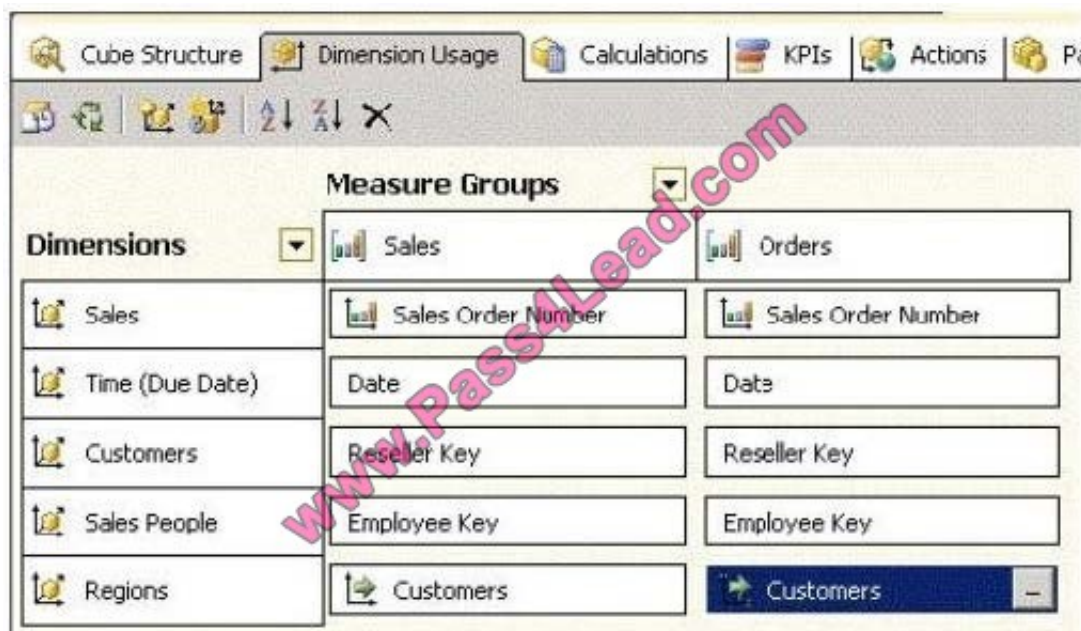 Cube Structure Dimension Usage Calculations KPIs Actions Pa
Measure Groups
Dimensions Sales Orders
Sales Sales Order Number Sales Order Number
Time (Due Date) Date Date
Customers Reseller Key Reseller Key
Sales People Employee Key Employee Key
Regions Customers Customers
www.Pass4Lead.com